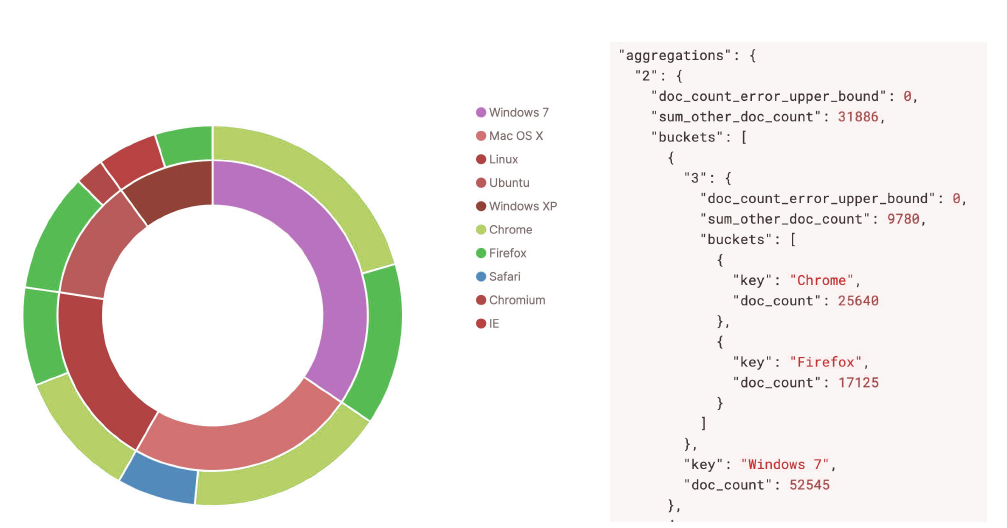 Windows 7
Mac OS X
Linux
Ubuntu
Windows XP
Chrome
Firefox
Safari
Chromium
IE
"aggregations": {
"2": {
"doc_count_error_upper_bound": 0,
"sum_other_doc_count": 31886,
"buckets": [
{
"3": {
"doc_count_error_upper_bound": 0,
"sum_other_doc_count": 9780,
"buckets": [
{
"key": "Chrome",
"doc_count": 25640
},
{
"key": "Firefox",
"doc_count": 17125
}
]
},
"key": "Windows 7",
"doc_count": 52545
},